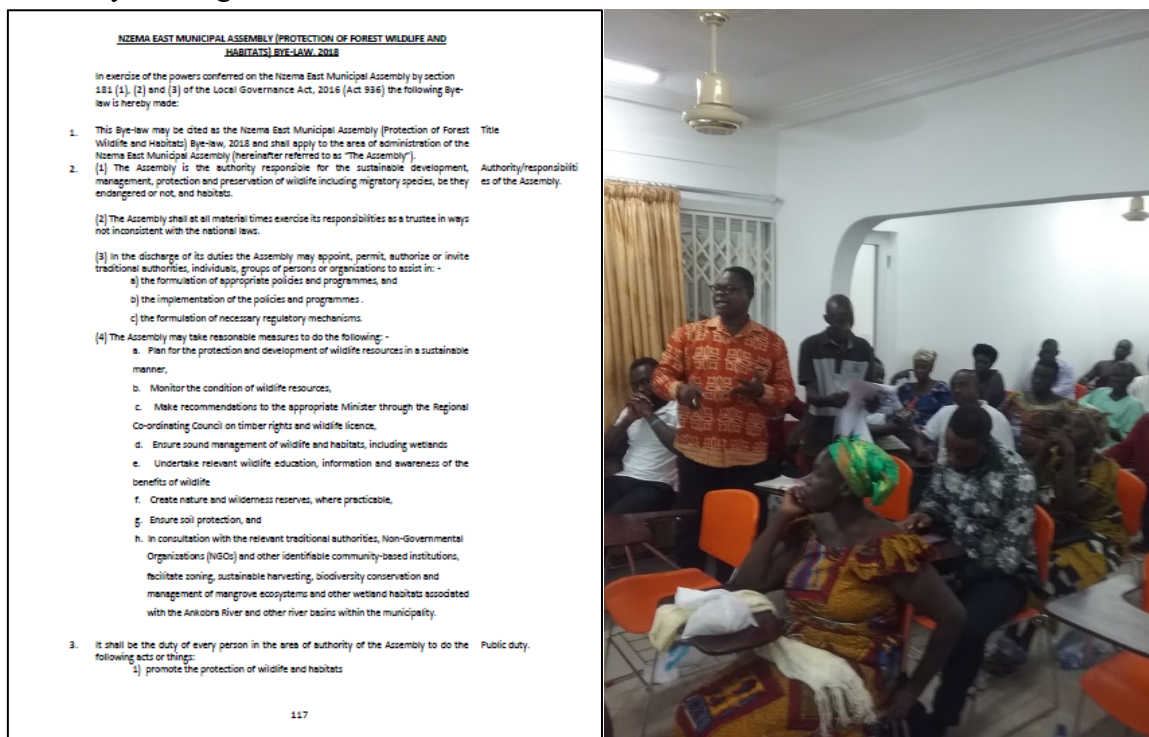 NZEMA EAST MUNICIPAL ASSEMBLY (PROTECTION OF FOREST WILDLIFE AND
HABITATS) BYE-LAW, 2018
In exercise of the powers conferred on the Nzema East Municipal Assembly by section
181 (1), (2) and (3) of the Local Governance Act, 2016 (Act 936) the following Bye-
law is hereby made:
1. This Bye-law may be cited as the Nzema East Municipal Assembly (Protection of Forest Title
Wildlife and Habitats) Bye-law, 2018 and shall apply to the area of administration of the
Nzema East Municipal Assembly (hereinafter referred to as "The Assembly").
2. (1) The Assembly is the authority responsible for the sustainable development, Authority/responsibiliti
management, protection and preservation of wildlife including migratory species, be they es of the Assembly.
endangered or not, and habitats.
(2) The Assembly shall at all material times exercise its responsibilities as a trustee in ways
not inconsistent with the national laws.
(3) In the discharge of its duties the Assembly may appoint, permit, authorize or invite
traditional authorities, individuals, groups of persons or organizations to assist in: -
a) the formulation of appropriate policies and programmes, and
b) the implementation of the policies and programmes .
c) the formulation of necessary regulatory mechanisms.
(4) The Assembly may take reasonable measures to do the following: -
a. Plan for the protection and development of wildlife resources in a sustainable
manner,
b. Monitor the condition of wildlife resources,
c. Make recommendations to the appropriate Minister through the Regional
Co-ordinating Council on timber rights and wildlife licence,
d. Ensure sound management of wildlife and habitats, including wetlands
e. Undertake relevant wildlife education, information and awareness of the
benefits of wildlife
f. Create nature and wilderness reserves, where practicable,
g. Ensure soil protection, and
h. In consultation with the relevant traditional authorities, Non-Governmental
Organizations (NGOs) and other identifiable community-based institutions,
facilitate zoning, sustainable harvesting, biodiversity conservation and
management of mangrove ecosystems and other wetland habitats associated
with the Ankobra River and other river basins within the municipality.
3. It shall be the duty of every person in the area of authority of the Assembly to do the Public duty.
following acts or things:
1) promote the protection of wildlife and habitats
117